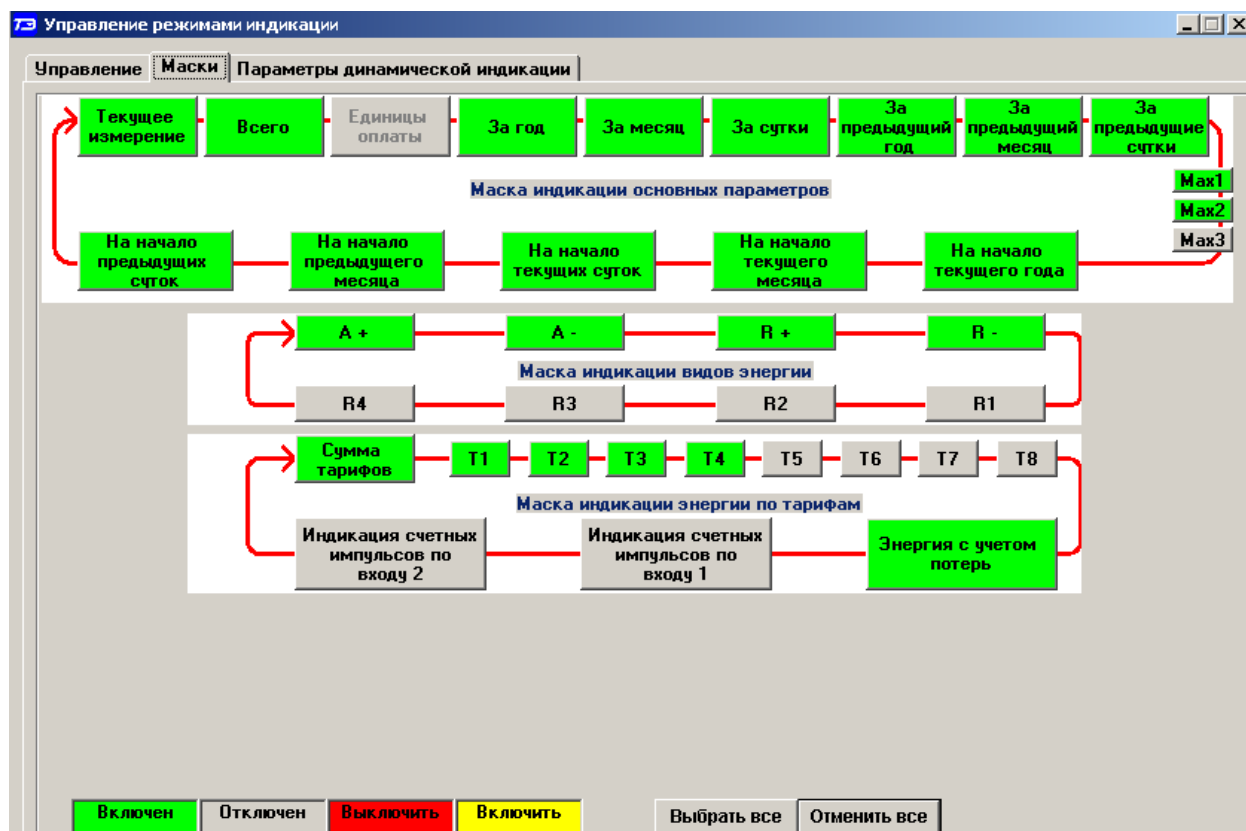 ТЭ Управление режимами индикации
Управление Маски Параметры динамической индикации
Текущее
измерение
Всего
Единицы
оплаты
За год
За месяц
За сутки
За
предыдущий
год
За
предыдущий
месяц
За
предыдущие
сутки
Маска индикации основных параметров
Max1
Max2
Max3
На начало
предыдущих
суток
На начало
предыдущего
месяца
На начало
текущих суток
На начало
текущего
месяца
На начало
текущего года
A + A - R + R -
Маска индикации видов энергии
R4 R3 R2 R1
Сумма
тарифов
T1 T2 T3 T4 T5 T6 T7 T8
Маска индикации энергии по тарифам
Индикация счетных
импульсов по
входу 2
Индикация счетных
импульсов по
входу 1
Энергия с учетом
потерь
Включен Отключен Выключить Включить Выбрать все Отменить все